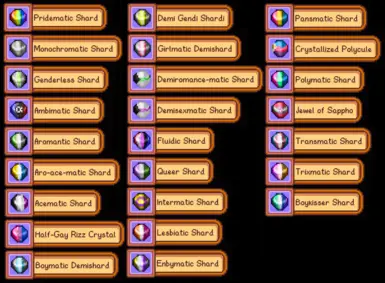 Pridematic Shard
Monochromatic Shard
Genderless Shard
Ambimatic Shard
Aromantic Shard
Aro-ace-matic Shard
Acematic Shard
Half-Gay Rizz Crystal
Boymatic Demishard
Demi Gendi Shardi
Girlmatic Demishard
Demiromance-matic Shard
Demisexmatic Shard
Fluidic Shard
Queer Shard
Intermatic Shard
Lesbiatic Shard
Enbymatic Shard
Pansmatic Shard
Crystallized Polycule
Polymatic Shard
Jewel of Sappho
Transmatic Shard
Trixmatic Shard
Boykisser Shard